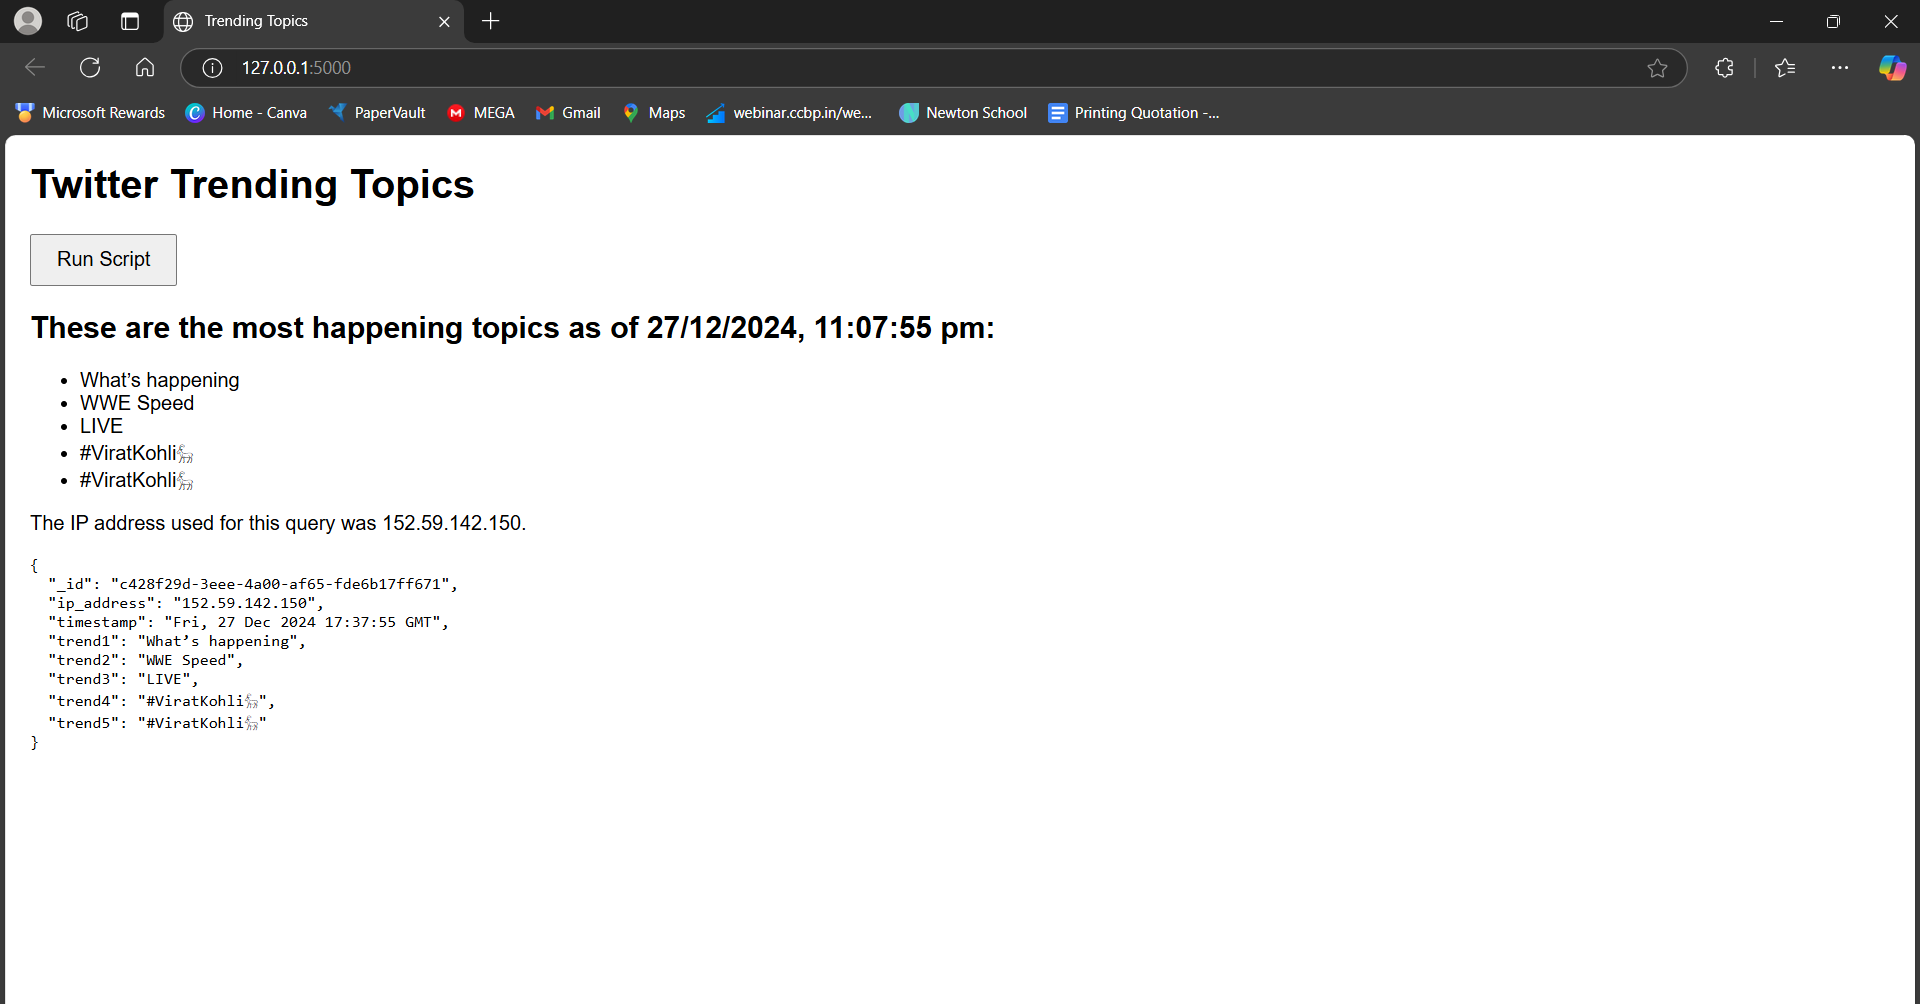 Trending Topics
127.0.0.1:5000
Microsoft Rewards Home - Canva PaperVault MEGA Gmail Maps webinar.ccbp.in/we... Newton School Printing Quotation -...
Twitter Trending Topics
Run Script
These are the most happening topics as of 27/12/2024, 11:07:55 pm:
• What’s happening
• WWE Speed
• LIVE
• #ViratKohli🐐
• #ViratKohli🐐
The IP address used for this query was 152.59.142.150.
{
"_id": "c428f29d-3eee-4a00-af65-fde6b17ff671",
"ip_address": "152.59.142.150",
"timestamp": "Fri, 27 Dec 2024 17:37:55 GMT",
"trend1": "What’s happening",
"trend2": "WWE Speed",
"trend3": "LIVE",
"trend4": "#ViratKohli🐐",
"trend5": "#ViratKohli🐐"
}